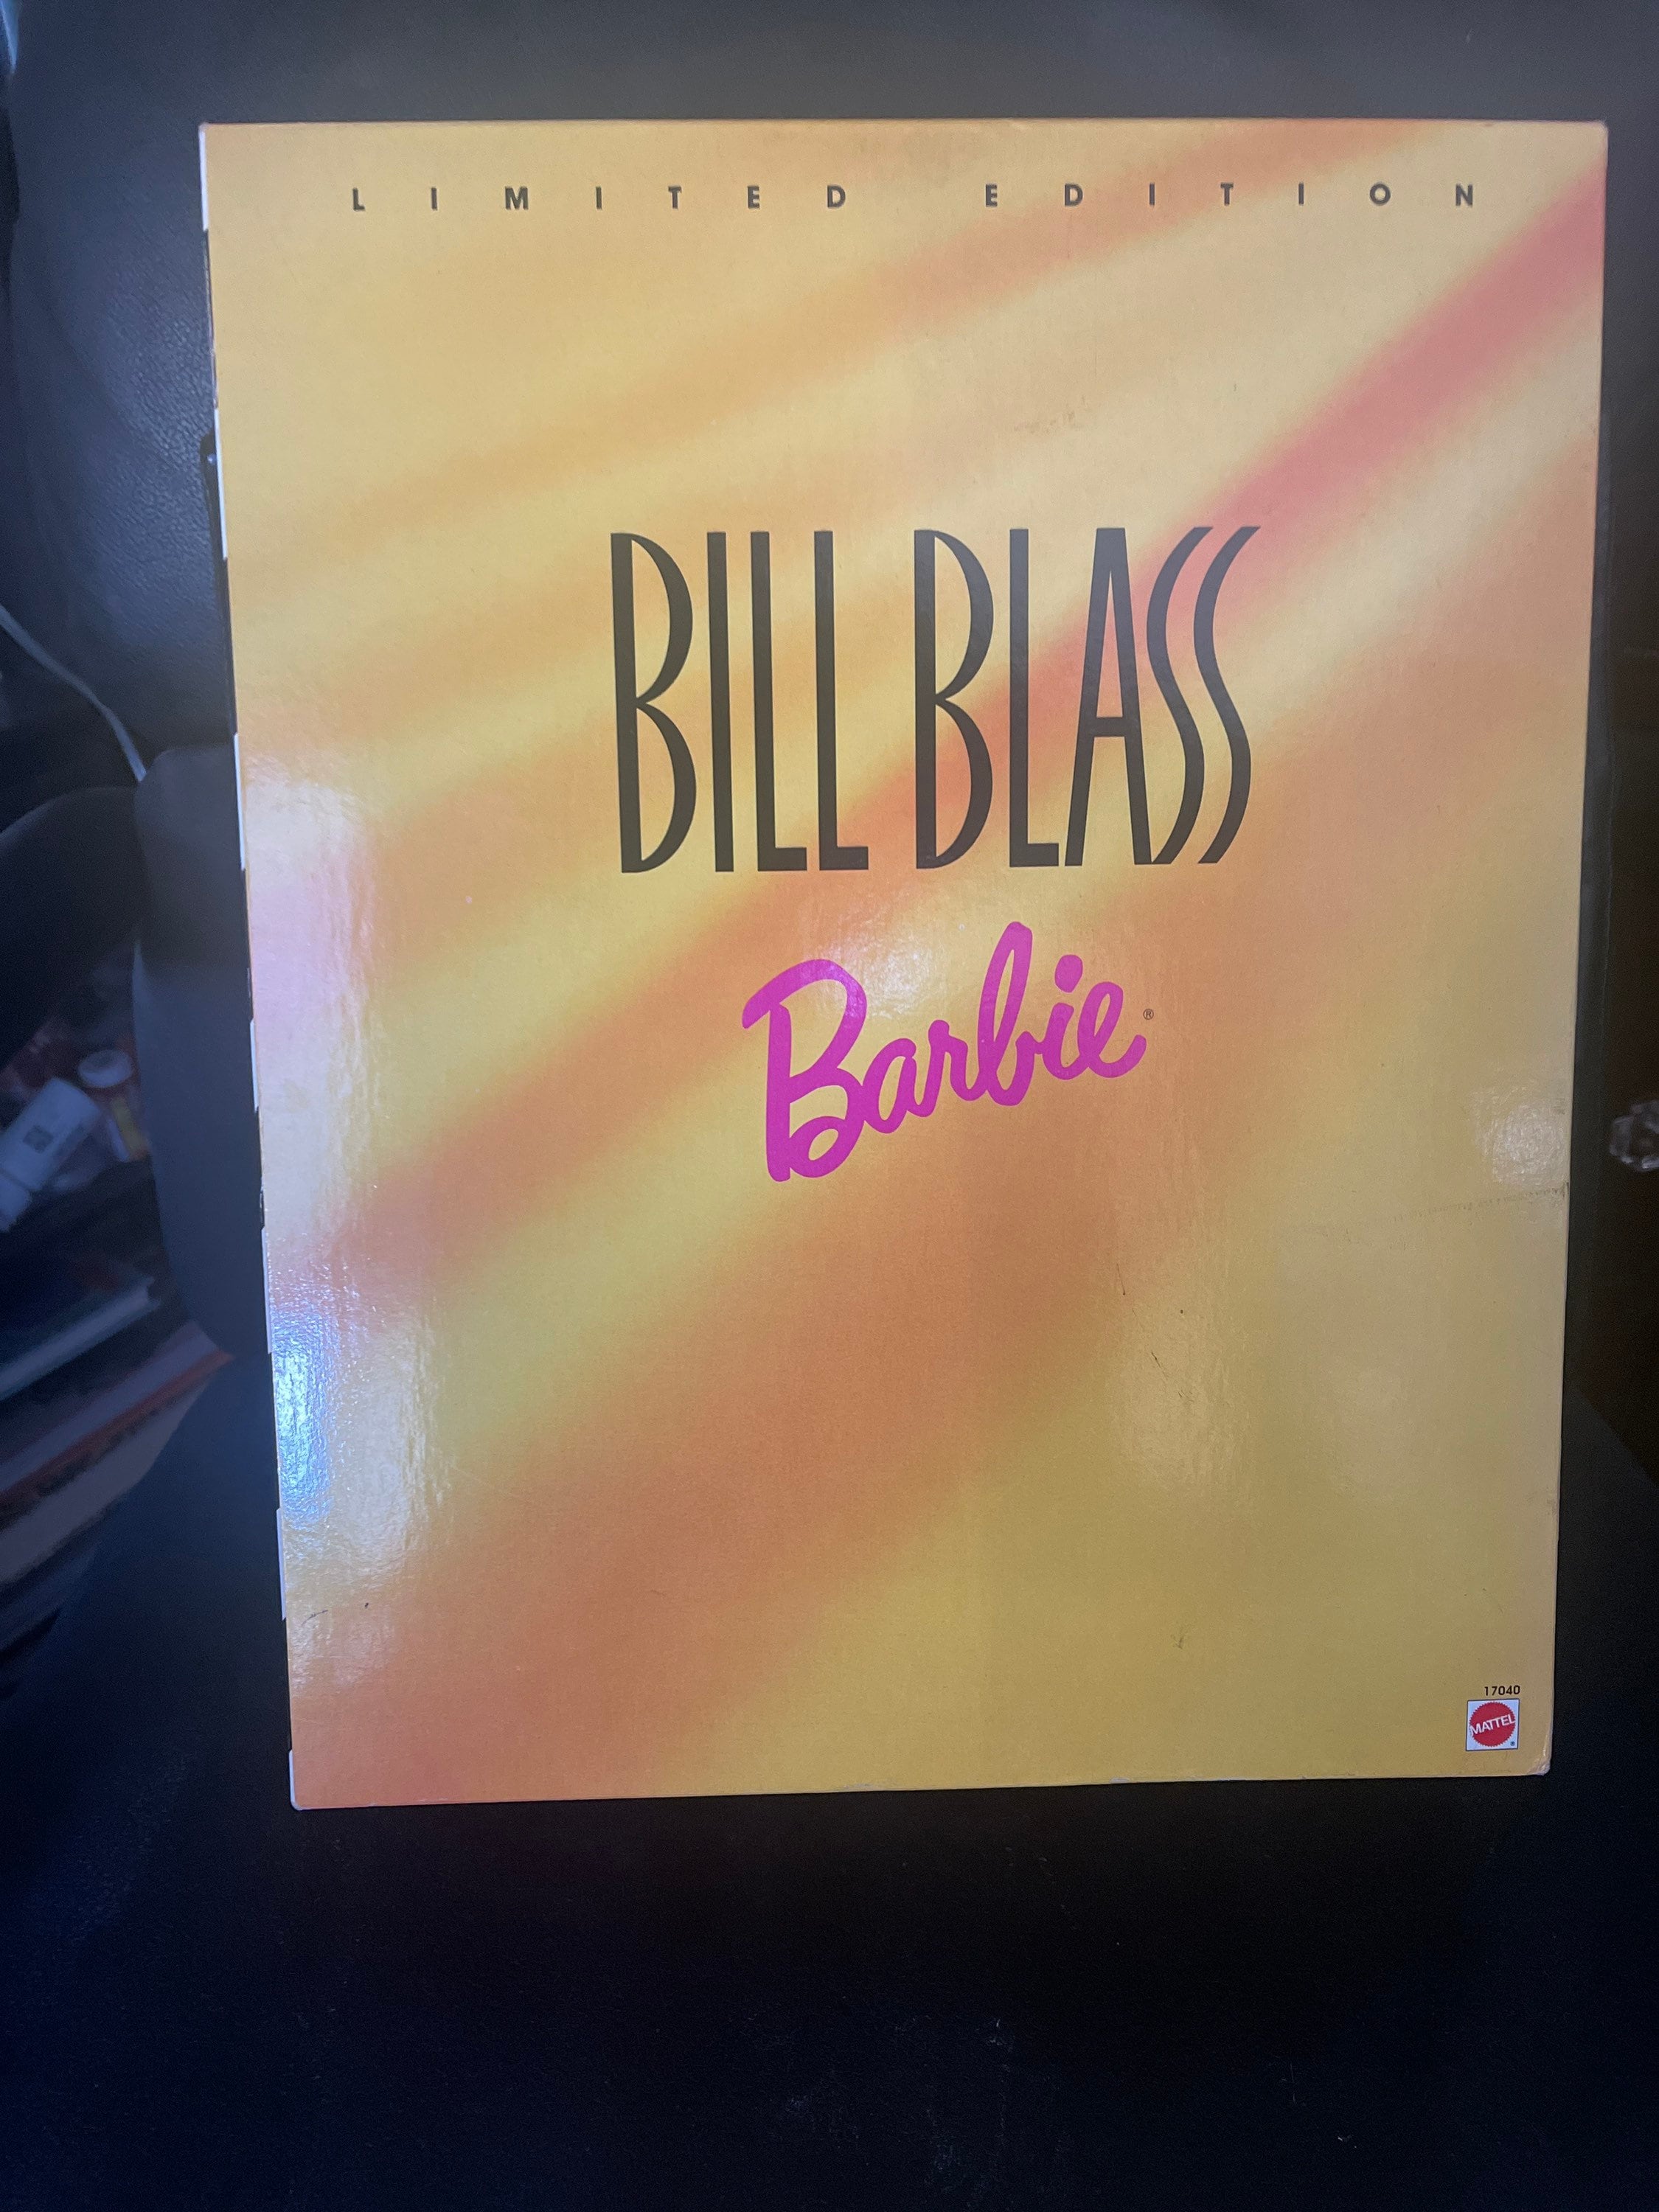 LIMITED EDITION
BILL BLASS
Barbie®
17040
MATTEL®